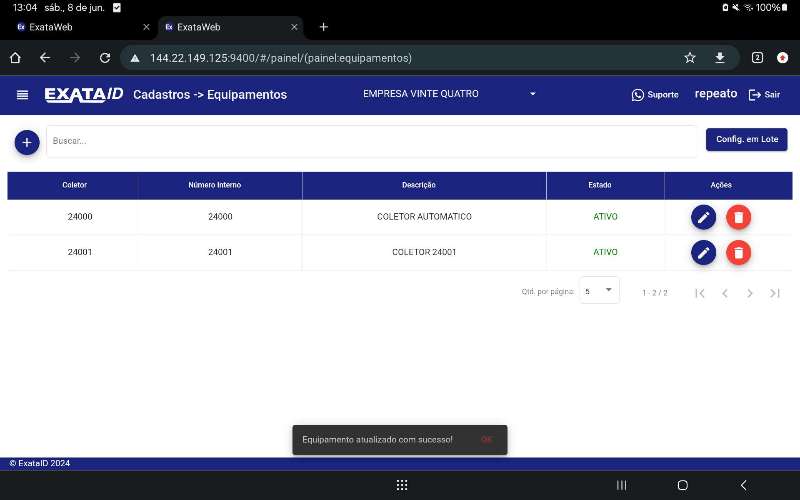 13:04 sáb., 8 de jun. 100%
ExataWeb
ExataWeb
144.22.149.125:9400/#/painel/(painel:equipamentos) 2
EXATAID Cadastros -> Equipamentos EMPRESA VINTE QUATRO Suporte repeato Sair
Buscar... Config. em Lote
Coletor Número Interno Descrição Estado Ações
24000 24000 COLETOR AUTOMATICO ATIVO
24001 24001 COLETOR 24001 ATIVO
Qtd. por página: 5 1 - 2 / 2
Equipamento atualizado com sucesso! OK
© ExataID 2024